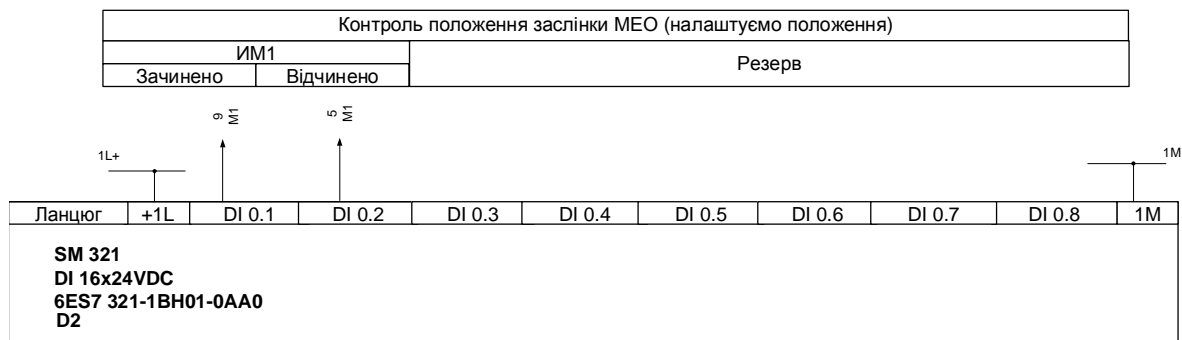 Контроль положення заслінки МЕО (налаштуємо положення)
ИМ1
Резерв
Зачинено
Відчинено
9
M1
5
M1
1L+
1M
Ланцюг +1L DI 0.1 DI 0.2 DI 0.3 DI 0.4 DI 0.5 DI 0.6 DI 0.7 DI 0.8 1M
SM 321
DI 16x24VDC
6ES7 321-1BH01-0AA0
D2